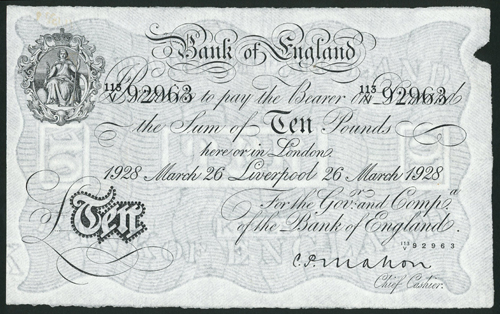 Bank of England
115/V 92963 115/V 92963
I Promise to pay the Bearer on Demand
the Sum of Ten Pounds
here or in London.
1928 March 26 Liverpool 26 March 1928
For the Govr. and Compa.
of the Bank of England.
£Ten
115/V 92963
C.P. Mahon
Chief Cashier.